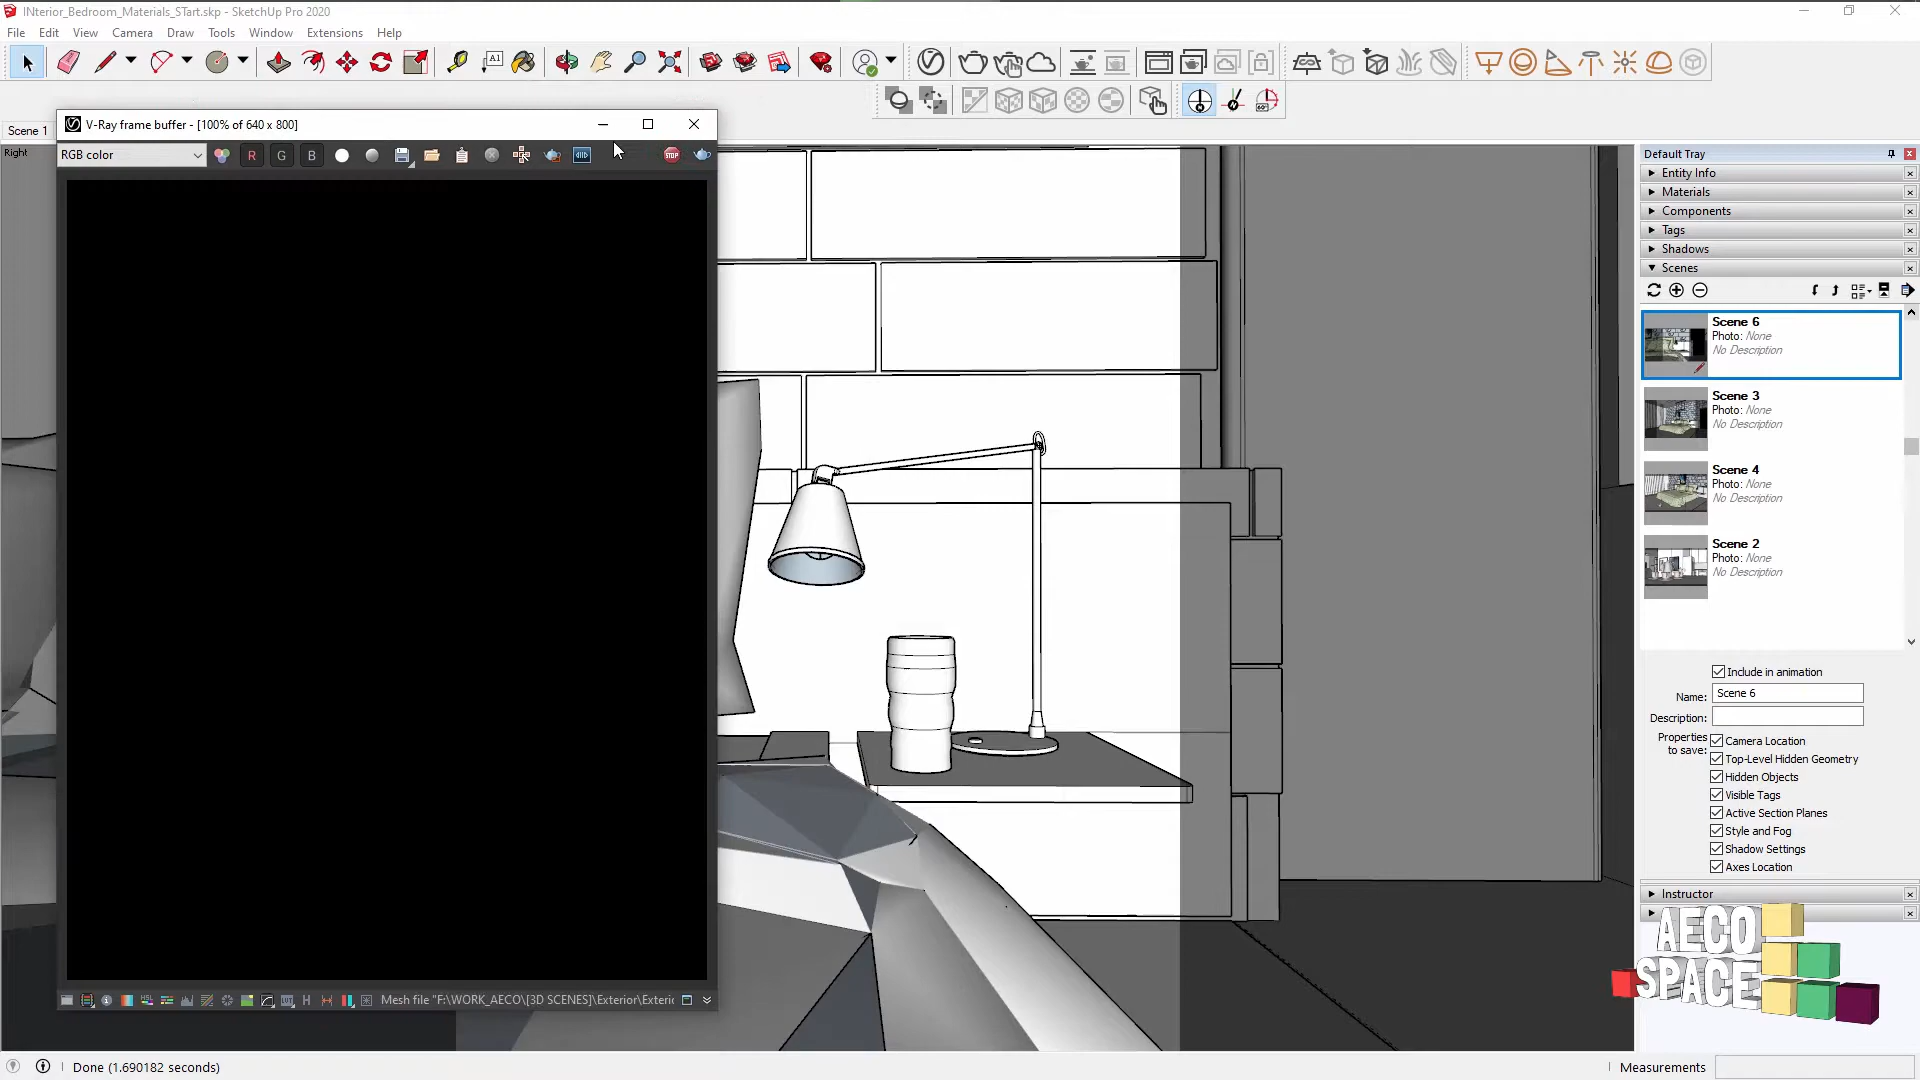 INterior_Bedroom_Materials_STart.skp - SketchUp Pro 2020
File Edit View Camera Draw Tools Window Extensions Help
A1
Scene 1
Right
V-Ray frame buffer - [100% of 640 x 800]
RGB color
R G B
STOP
Default Tray
Entity Info
Materials
Components
Tags
Shadows
Scenes
Scene 6
Photo: None
No Description
Scene 3
Photo: None
No Description
Scene 4
Photo: None
No Description
Scene 2
Photo: None
No Description
Include in animation
Name: Scene 6
Description:
Properties to save:
Camera Location
Top-Level Hidden Geometry
Hidden Objects
Visible Tags
Active Section Planes
Style and Fog
Shadow Settings
Axes Location
Instructor
AECO
SPACE
HSL
H
Mesh file "F:\WORK_AECO\[3D SCENES]\Exterior\Exteri
Done (1.690182 seconds)
Measurements